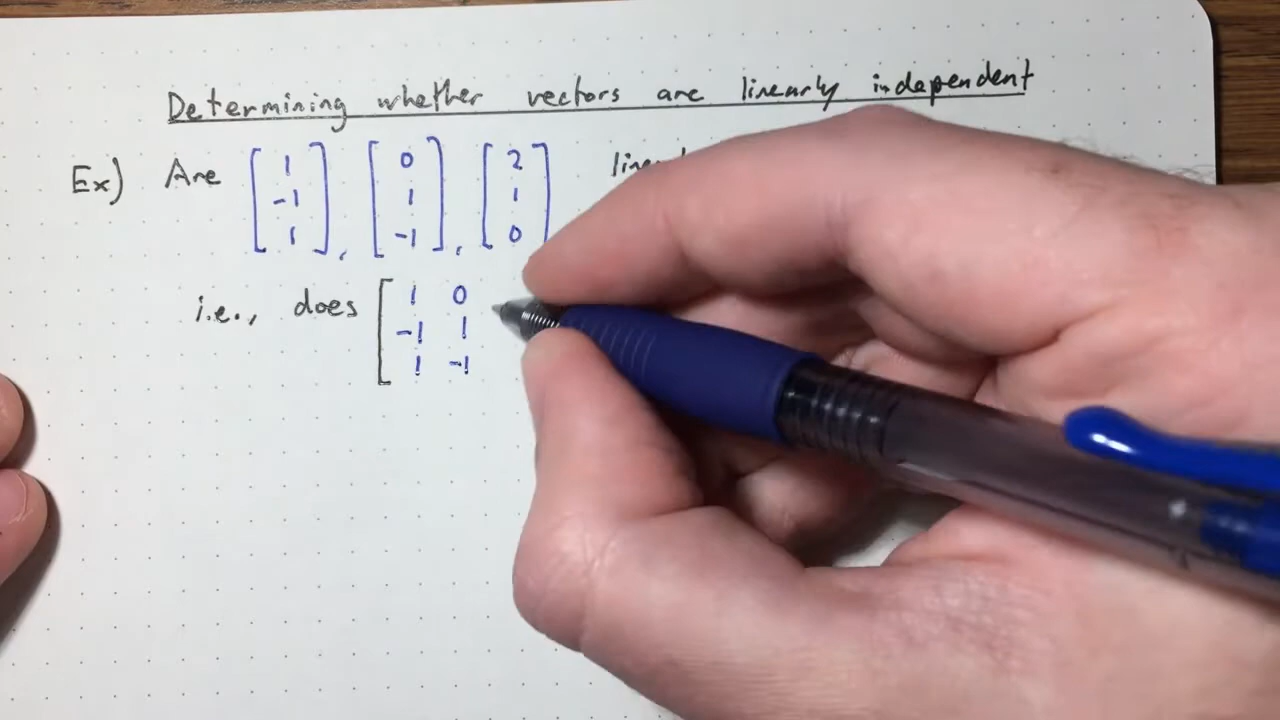 Determining whether vectors are linearly independent
Ex) Are [1 -1 1], [0 1 -1], [2 1 0]
i.e., does [1 0
-1 1
1 -1